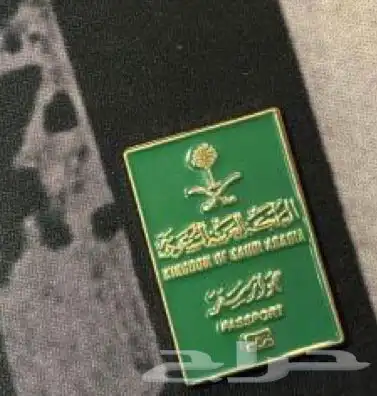 المملكة العربية السعودية
KINGDOM OF SAUDI ARABIA
جواز سفر
PASSPORT
حراج